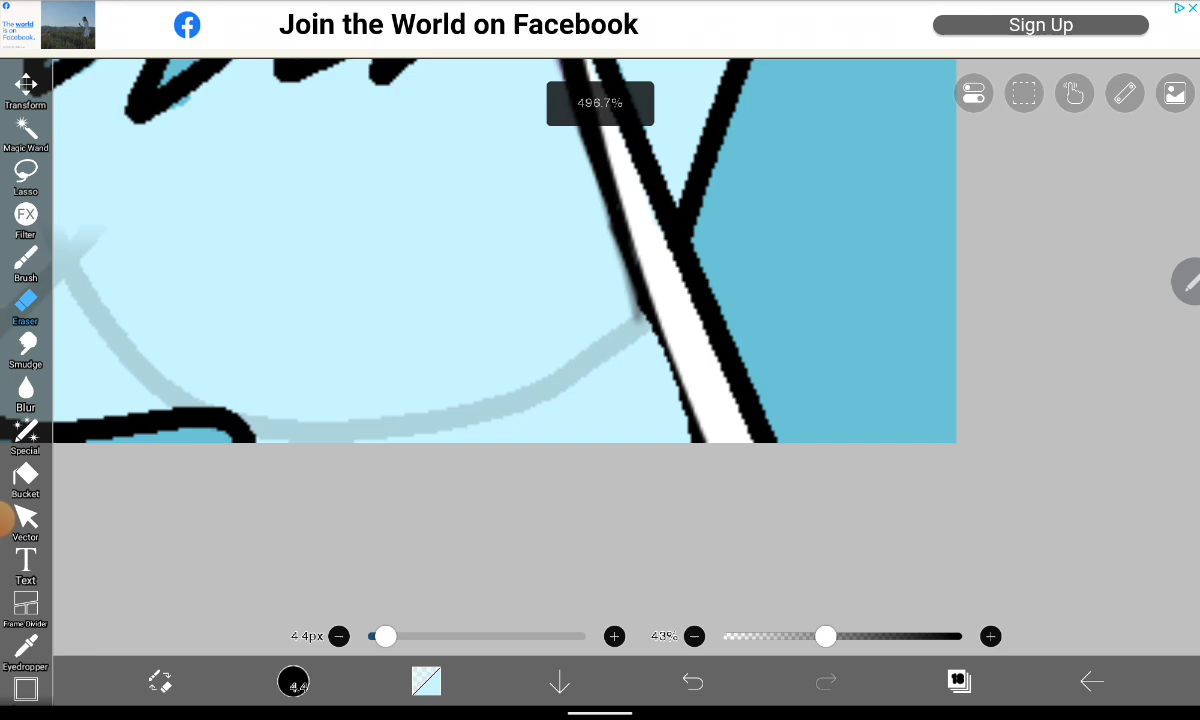 The world
is on
Facebook.
Join the World on Facebook
Sign Up
496.7%
Transform
Magic Wand
Lasso
FX
Filter
Brush
Eraser
Smudge
Blur
Special
Bucket
Vector
T
Text
Frame Divider
Eyedropper
4.4px
43%
4.4
18